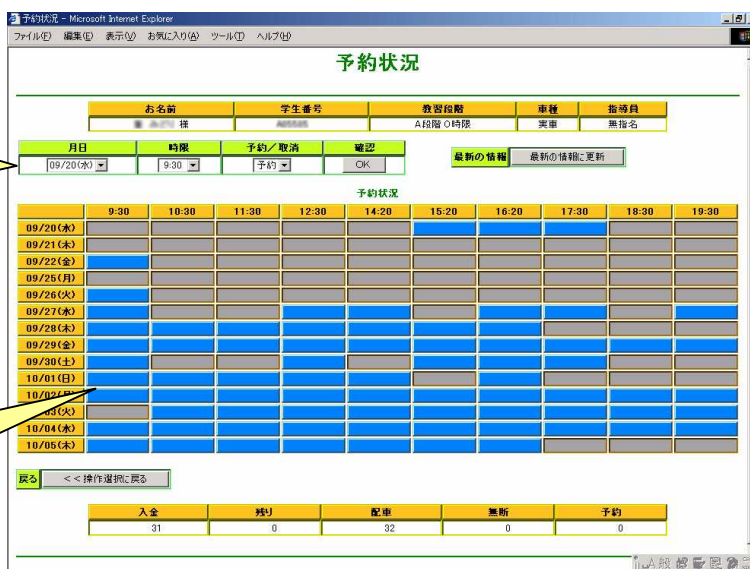 予約状況 - Microsoft Internet Explorer
ファイル(F) 編集(E) 表示(V) お気に入り(A) ツール(T) ヘルプ(H)
予約状況
お名前 学生番号 教習段階 車種 指導員
様 A段階 0時限 実車 無指名
月日 時限 予約/取消 確認
09/20(水) 9:30 予約 OK
最新の情報 最新の情報に更新
予約状況
9:30 10:30 11:30 12:30 14:20 15:20 16:20 17:30 18:30 19:30
09/20(水)
09/21(木)
09/22(金)
09/25(月)
09/26(火)
09/27(水)
09/28(木)
09/29(金)
09/30(土)
10/01(日)
10/02(月)
03(火)
10/04(水)
10/05(木)
戻る <<操作選択に戻る
入金 残り 配車 無断 予約
31 0 32 0 0
A般